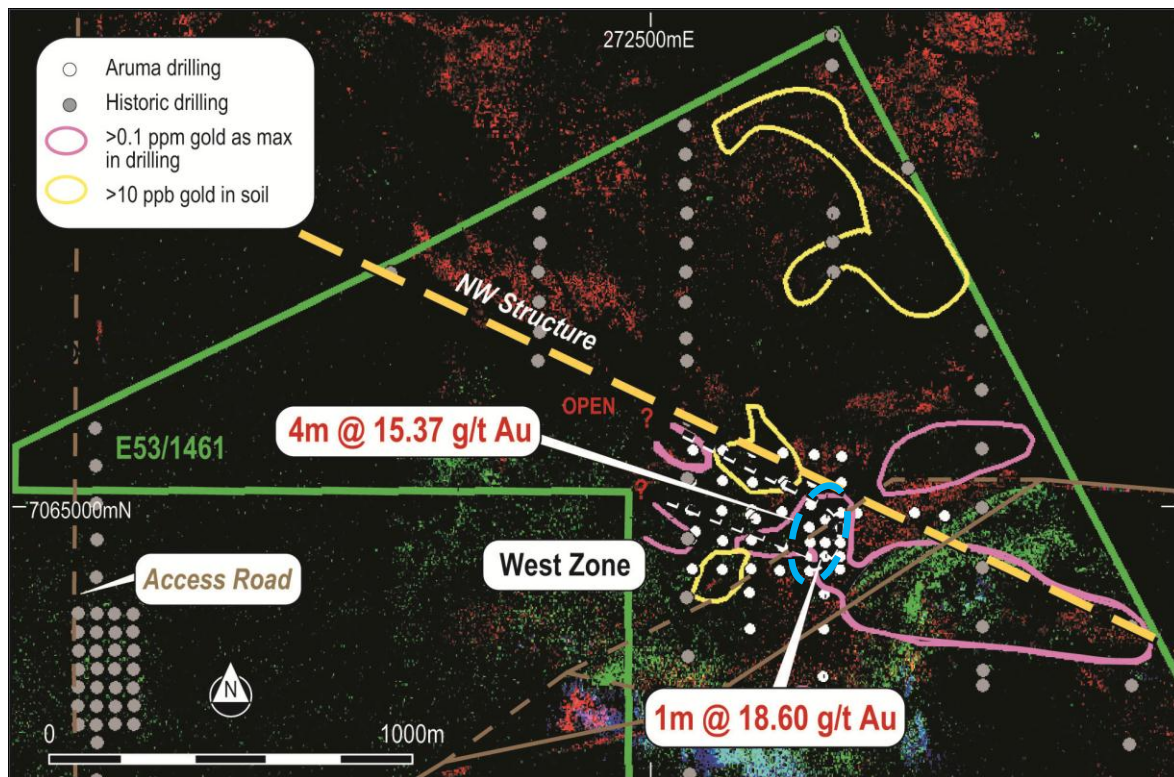 272500mE
Aruma drilling
Historic drilling
>0.1 ppm gold as max
in drilling
>10 ppb gold in soil
NW Structure
OPEN
?
4m @ 15.37 g/t Au
E53/1461
?
7065000mN
West Zone
Access Road
N
1m @ 18.60 g/t Au
0
1000m